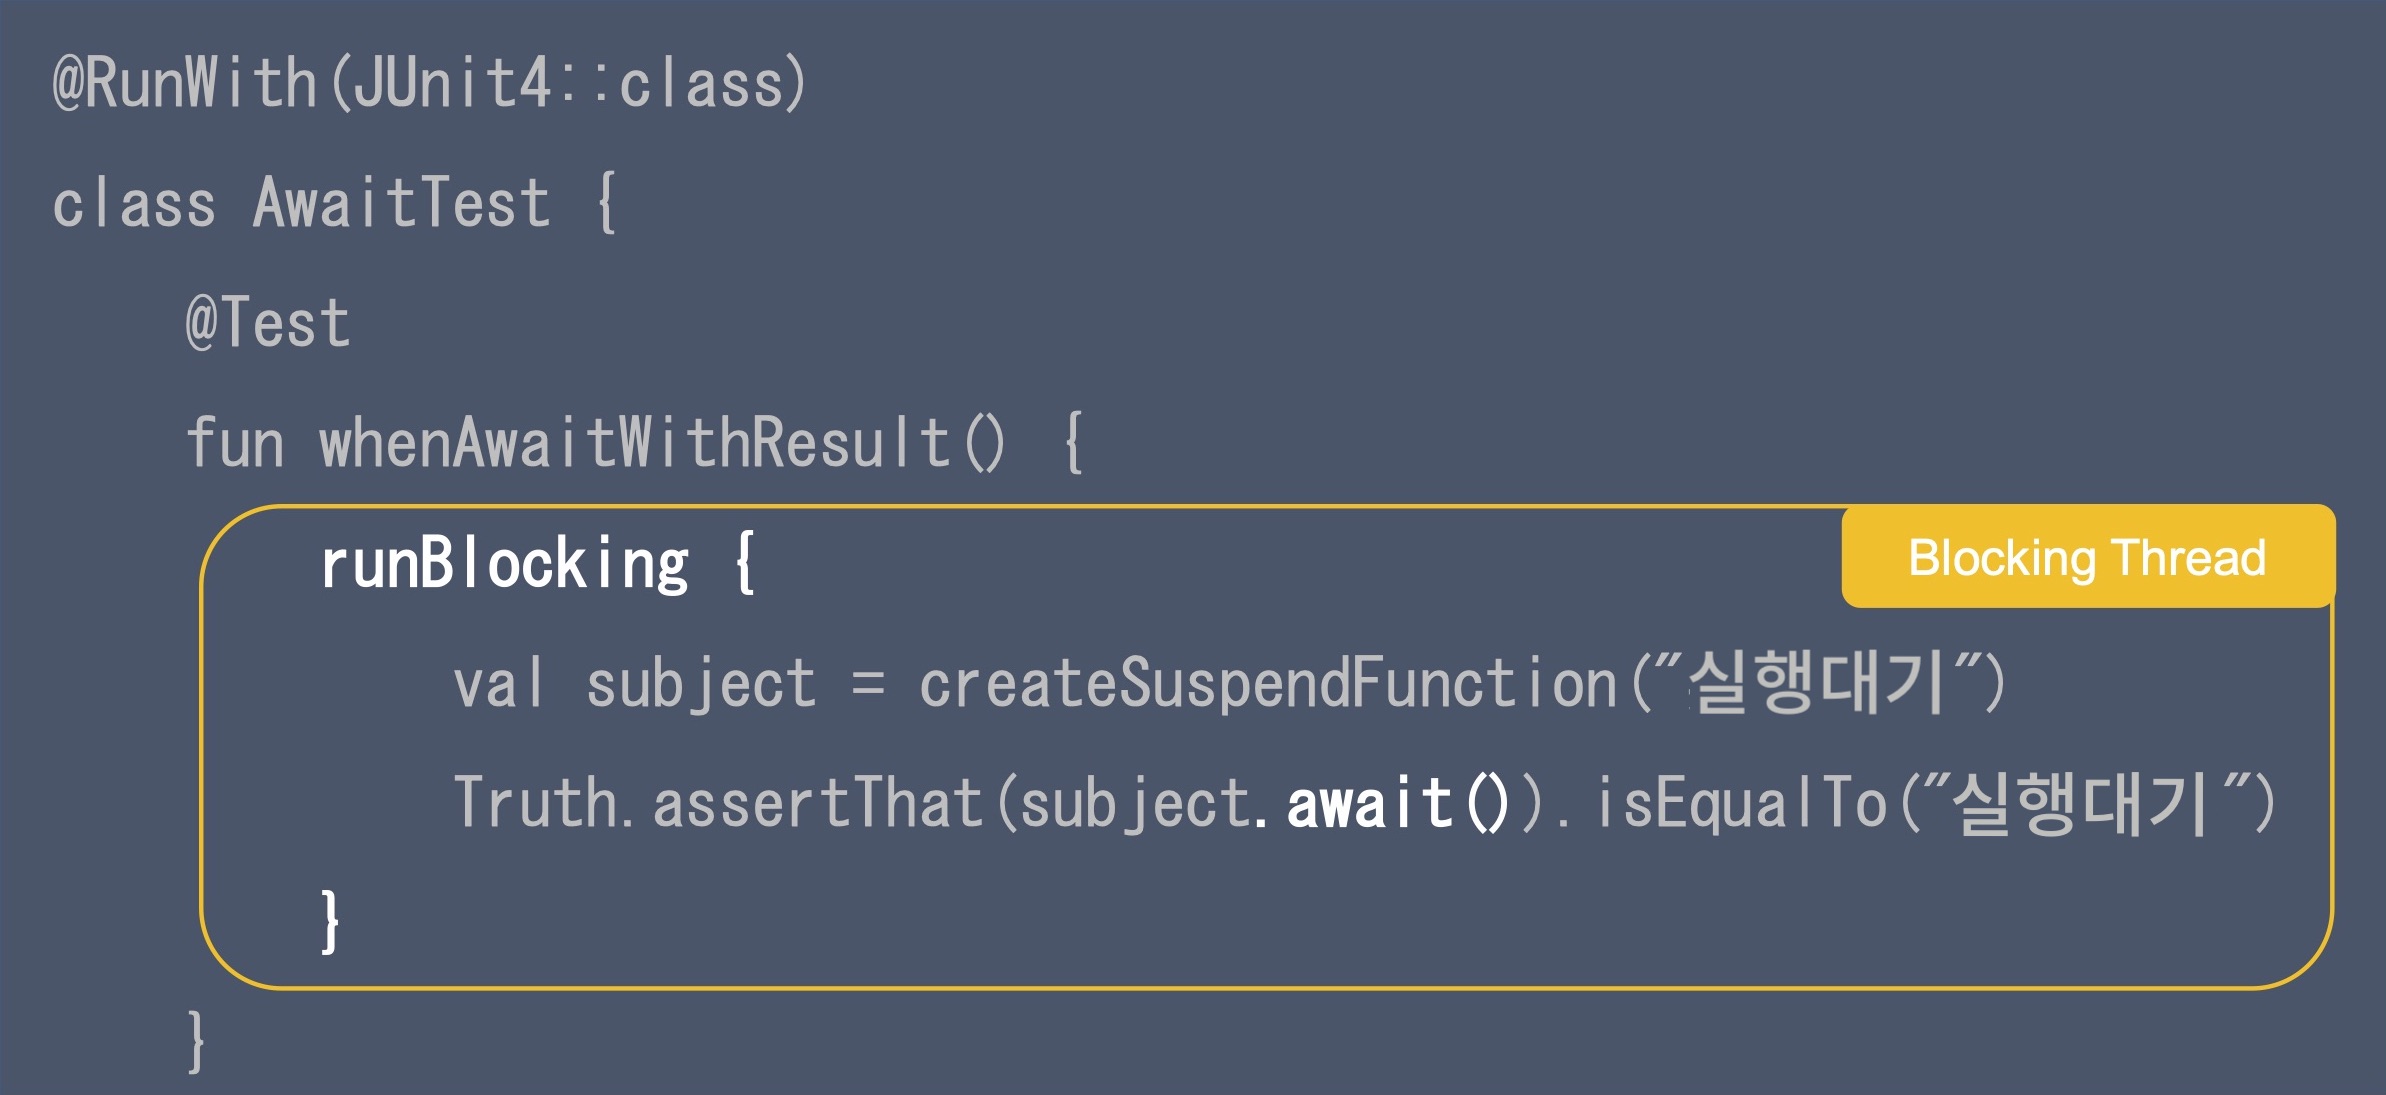 @RunWith(JUnit4::class)
class AwaitTest {
@Test
fun whenAwaitWithResult() {
runBlocking {
Blocking Thread
val subject = createSuspendFunction("실행대기")
Truth.assertThat(subject.await()).isEqualTo("실행대기")
}
}